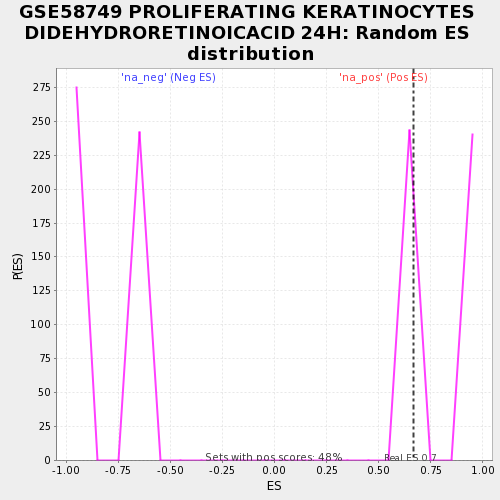 GSE58749 PROLIFERATING KERATINOCYTES
DIDEHYDRORETINOICACID 24H: Random ES
distribution
'na_neg' (Neg ES)
'na_pos' (Pos ES)
275
250
225
200
175
150
125
100
75
50
25
0
P(ES)
Sets with pos scores: 48%
Real ES 0.7
-1.00 -0.75 -0.50 -0.25 0.00 0.25 0.50 0.75 1.00
ES